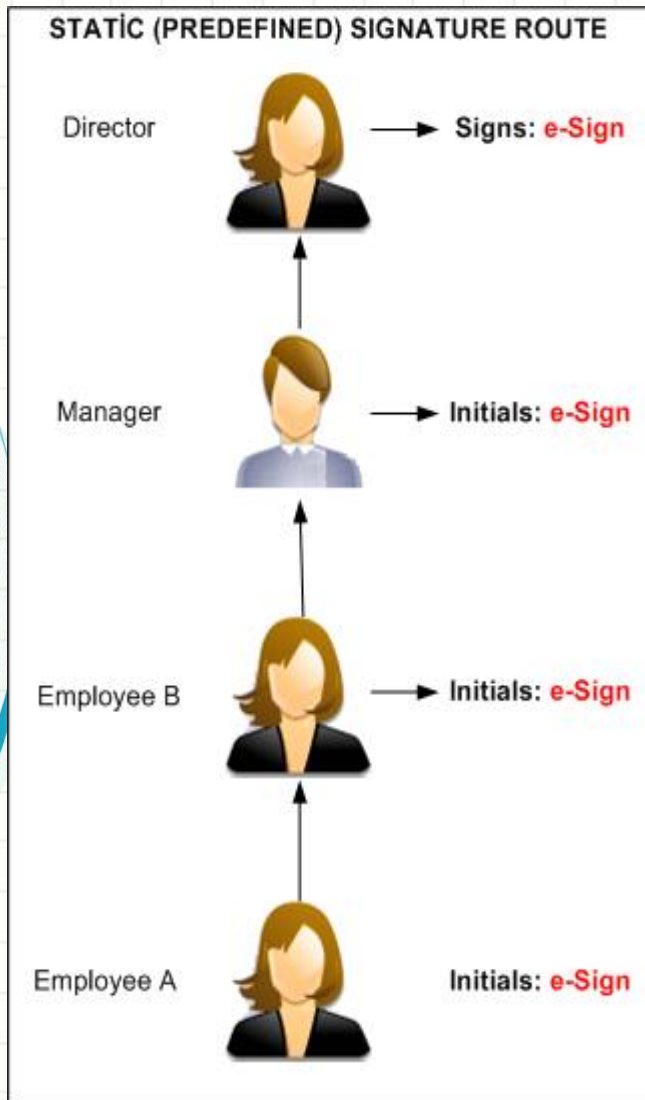 STATİC (PREDEFINED) SIGNATURE ROUTE
Director
Signs: e-Sign
Manager
Initials: e-Sign
Employee B
Initials: e-Sign
Employee A
Initials: e-Sign